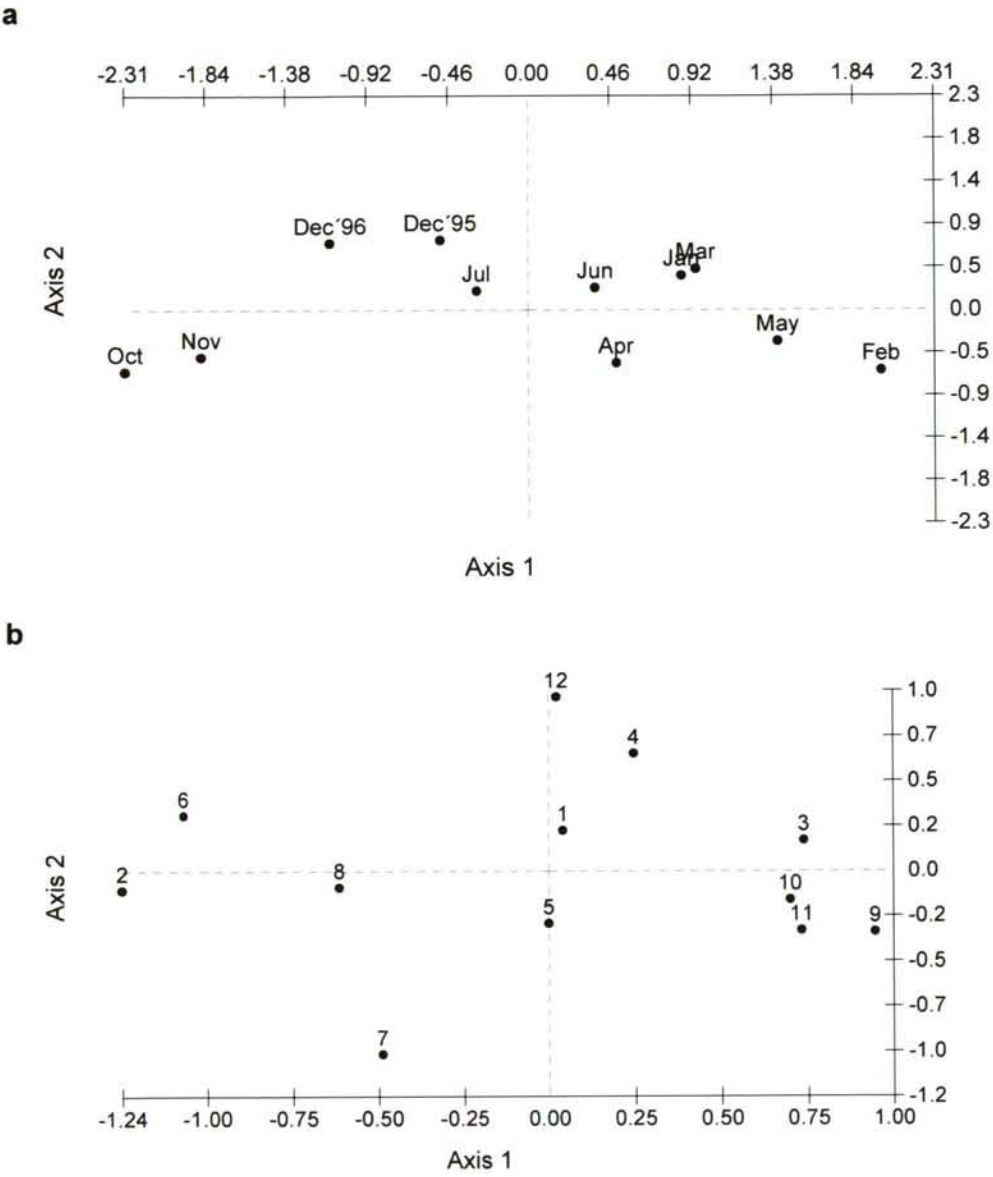 a
-2.31 -1.84 -1.38 -0.92 -0.46 0.00 0.46 0.92 1.38 1.84 2.31
2.3
1.8
1.4
0.9
0.5
0.0
-0.5
-0.9
-1.4
-1.8
-2.3
Dec´96 Dec´95
Mar
Jan
Jul Jun
May
Nov Apr Feb
Oct
Axis 2
Axis 1
b
12
4
6 1 3
2 8 10
5 11 9
7
1.0
0.7
0.5
0.2
0.0
-0.2
-0.5
-0.7
-1.0
-1.2
Axis 2
-1.24 -1.00 -0.75 -0.50 -0.25 0.00 0.25 0.50 0.75 1.00
Axis 1